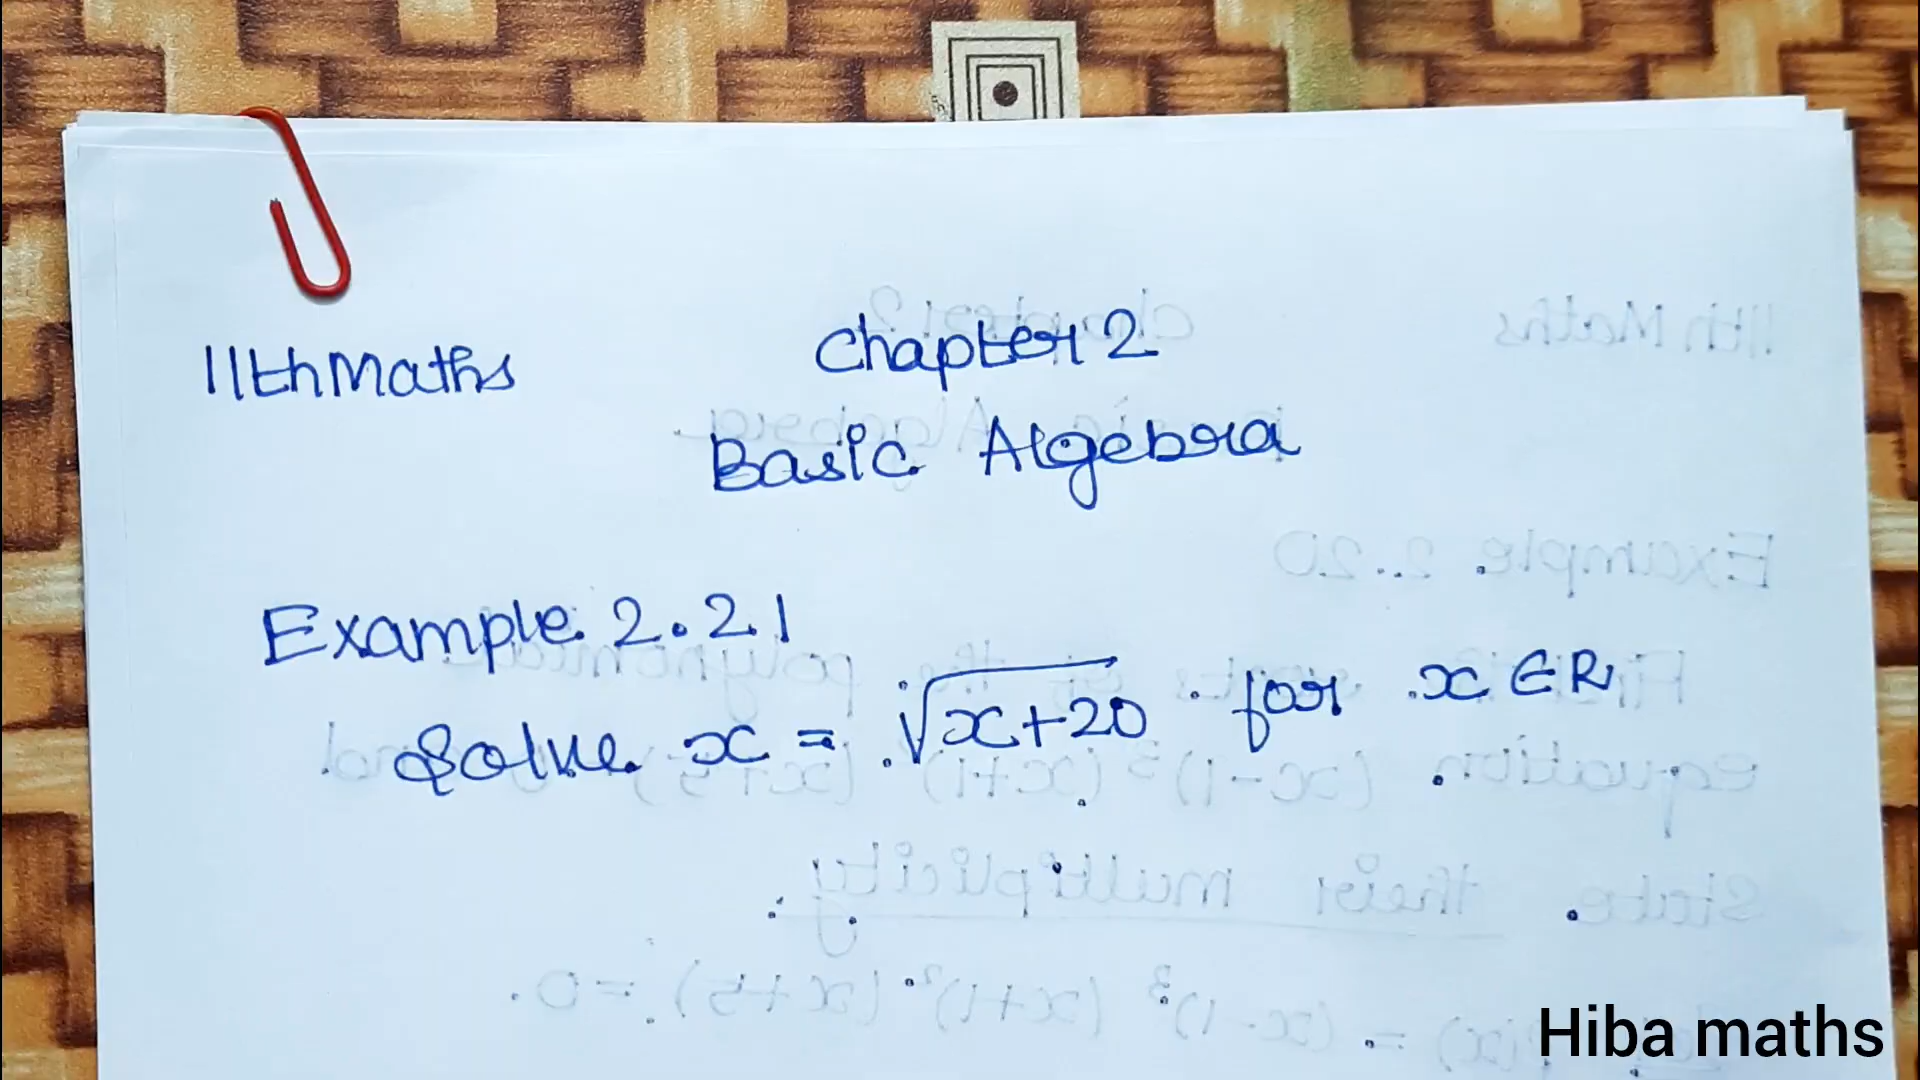 11th Maths
Chapter 2
Basic Algebra
Example 2.21
Solve x = √x+20 for x ∈ R
Hiba maths